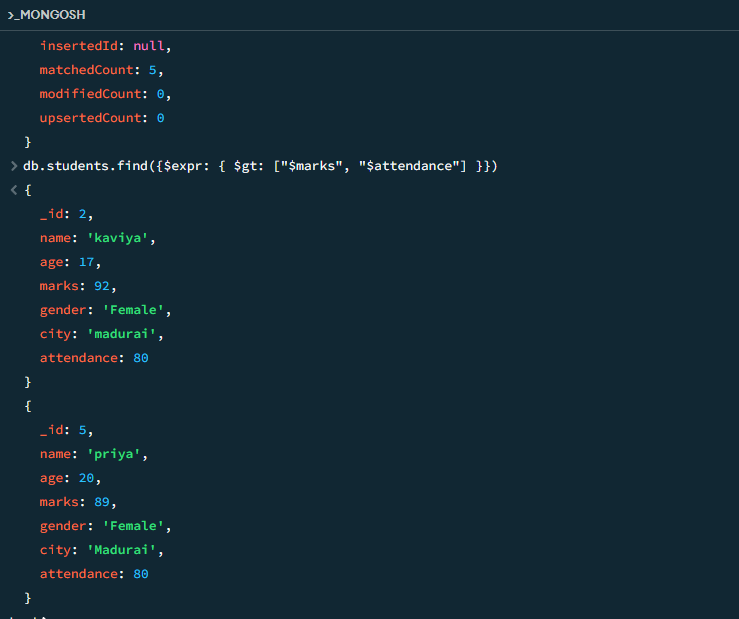 >_MONGOSH
insertedId: null,
matchedCount: 5,
modifiedCount: 0,
upsertedCount: 0
}
> db.students.find({$expr: { $gt: ["$marks", "$attendance"] }})
< {
_id: 2,
name: 'kaviya',
age: 17,
marks: 92,
gender: 'Female',
city: 'madurai',
attendance: 80
}
{
_id: 5,
name: 'priya',
age: 20,
marks: 89,
gender: 'Female',
city: 'Madurai',
attendance: 80
}